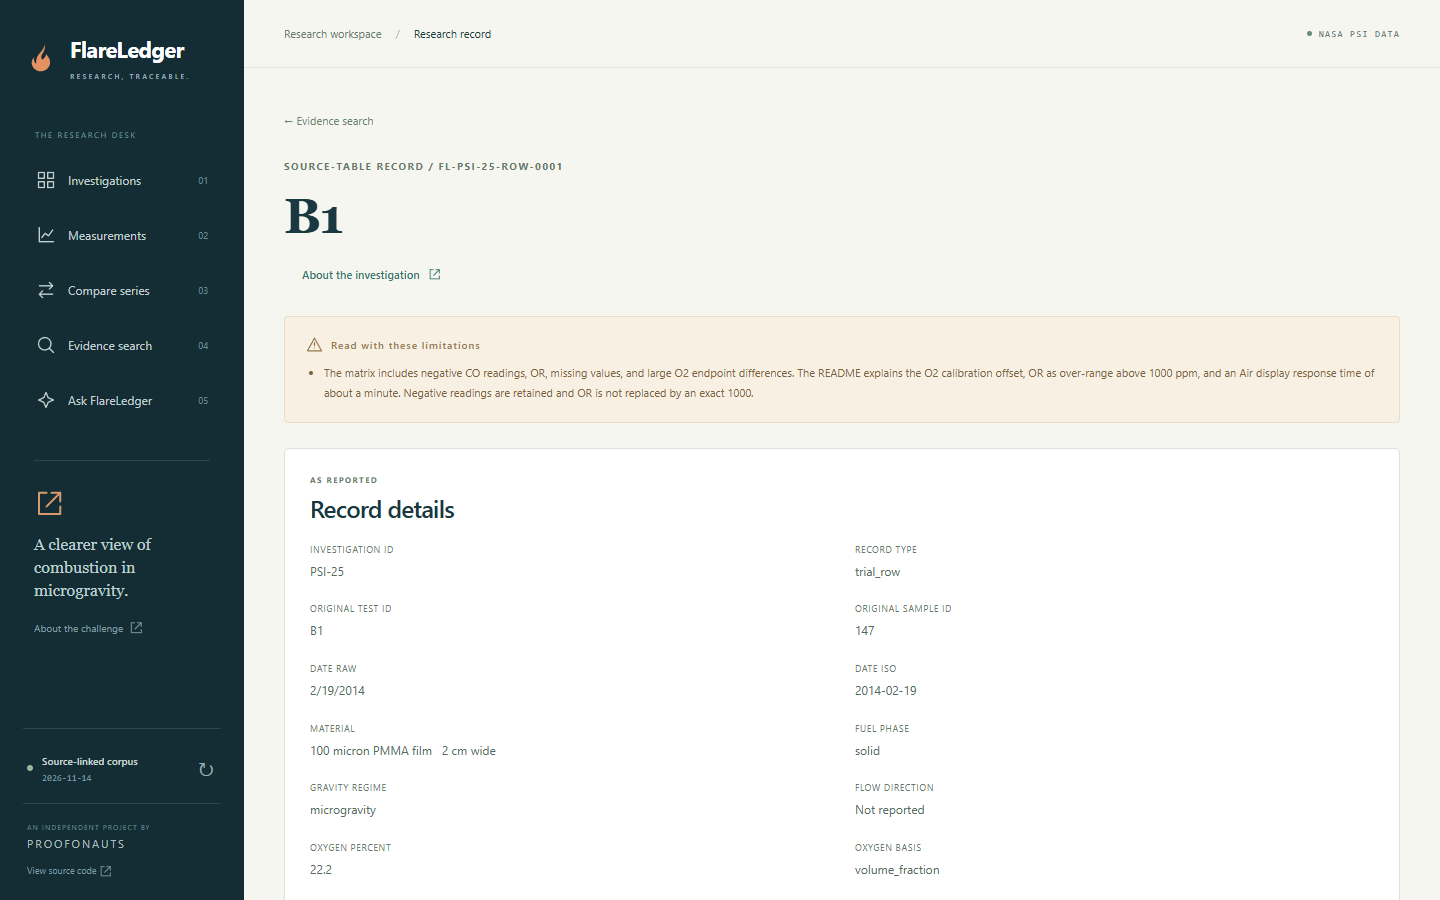 FlareLedger
RESEARCH, TRACEABLE.
THE RESEARCH DESK
Investigations 01
Measurements 02
Compare series 03
Evidence search 04
Ask FlareLedger 05
A clearer view of
combustion in
microgravity.
About the challenge
Source-linked corpus
2026-11-14
AN INDEPENDENT PROJECT BY
PROOFONAUTS
View source code
Research workspace / Research record
NASA PSI DATA
← Evidence search
SOURCE-TABLE RECORD / FL-PSI-25-ROW-0001
B1
About the investigation
Read with these limitations
• The matrix includes negative CO readings, OR, missing values, and large O2 endpoint differences. The README explains the O2 calibration offset, OR as over-range above 1000 ppm, and an Air display response time of
about a minute. Negative readings are retained and OR is not replaced by an exact 1000.
AS REPORTED
Record details
INVESTIGATION ID RECORD TYPE
PSI-25 trial_row
ORIGINAL TEST ID ORIGINAL SAMPLE ID
B1 147
DATE RAW DATE ISO
2/19/2014 2014-02-19
MATERIAL FUEL PHASE
100 micron PMMA film 2 cm wide solid
GRAVITY REGIME FLOW DIRECTION
microgravity Not reported
OXYGEN PERCENT OXYGEN BASIS
22.2 volume_fraction